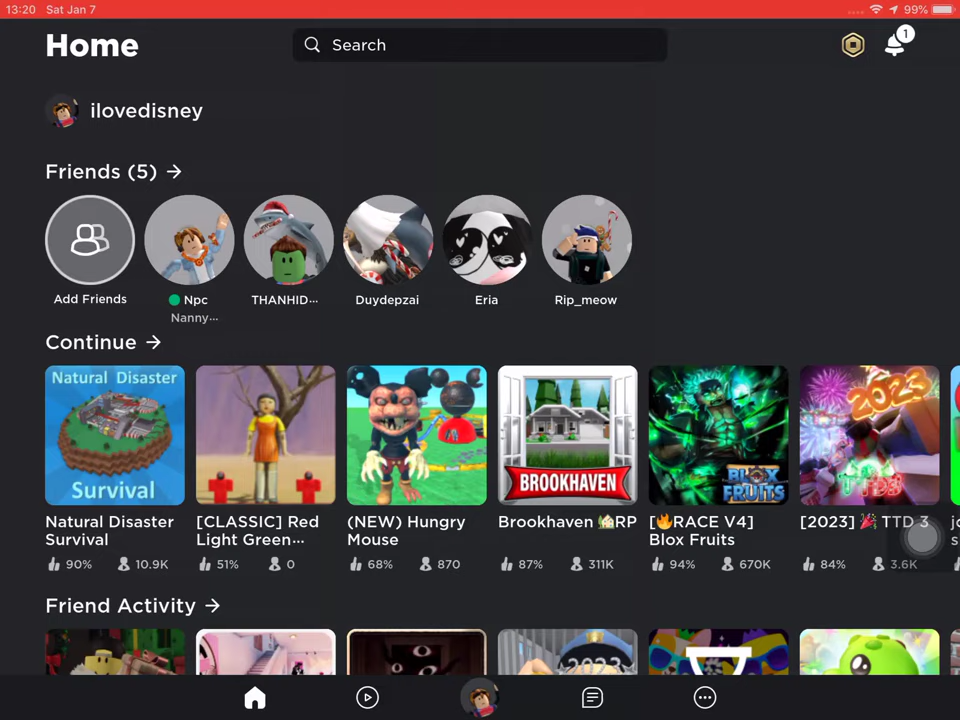 13:20 Sat Jan 7 99%
Home
Search
1
ilovedisney
Friends (5)
Add Friends
Npc
Nanny...
THANHID...
Duydepzai
Eria
Rip_meow
Continue
Natural Disaster
Survival
BROOKHAVEN
BLOX
FRUITS
2023
TTD3
Natural Disaster
Survival
[CLASSIC] Red
Light Green...
(NEW) Hungry
Mouse
Brookhaven 🏡RP
[🔥RACE V4]
Blox Fruits
[2023] 🎉 TTD 3
90% 10.9K
51% 0
68% 870
87% 311K
94% 670K
84% 3.6K
Friend Activity
2023